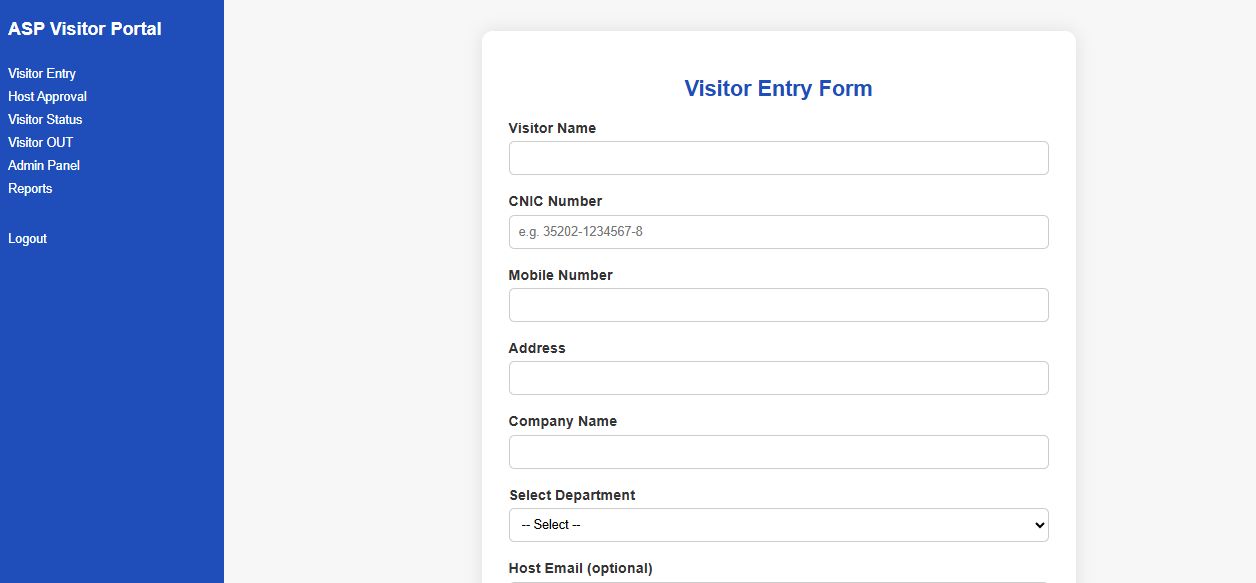 ASP Visitor Portal
Visitor Entry
Host Approval
Visitor Status
Visitor OUT
Admin Panel
Reports
Logout
Visitor Entry Form
Visitor Name
CNIC Number
e.g. 35202-1234567-8
Mobile Number
Address
Company Name
Select Department
-- Select --
Host Email (optional)